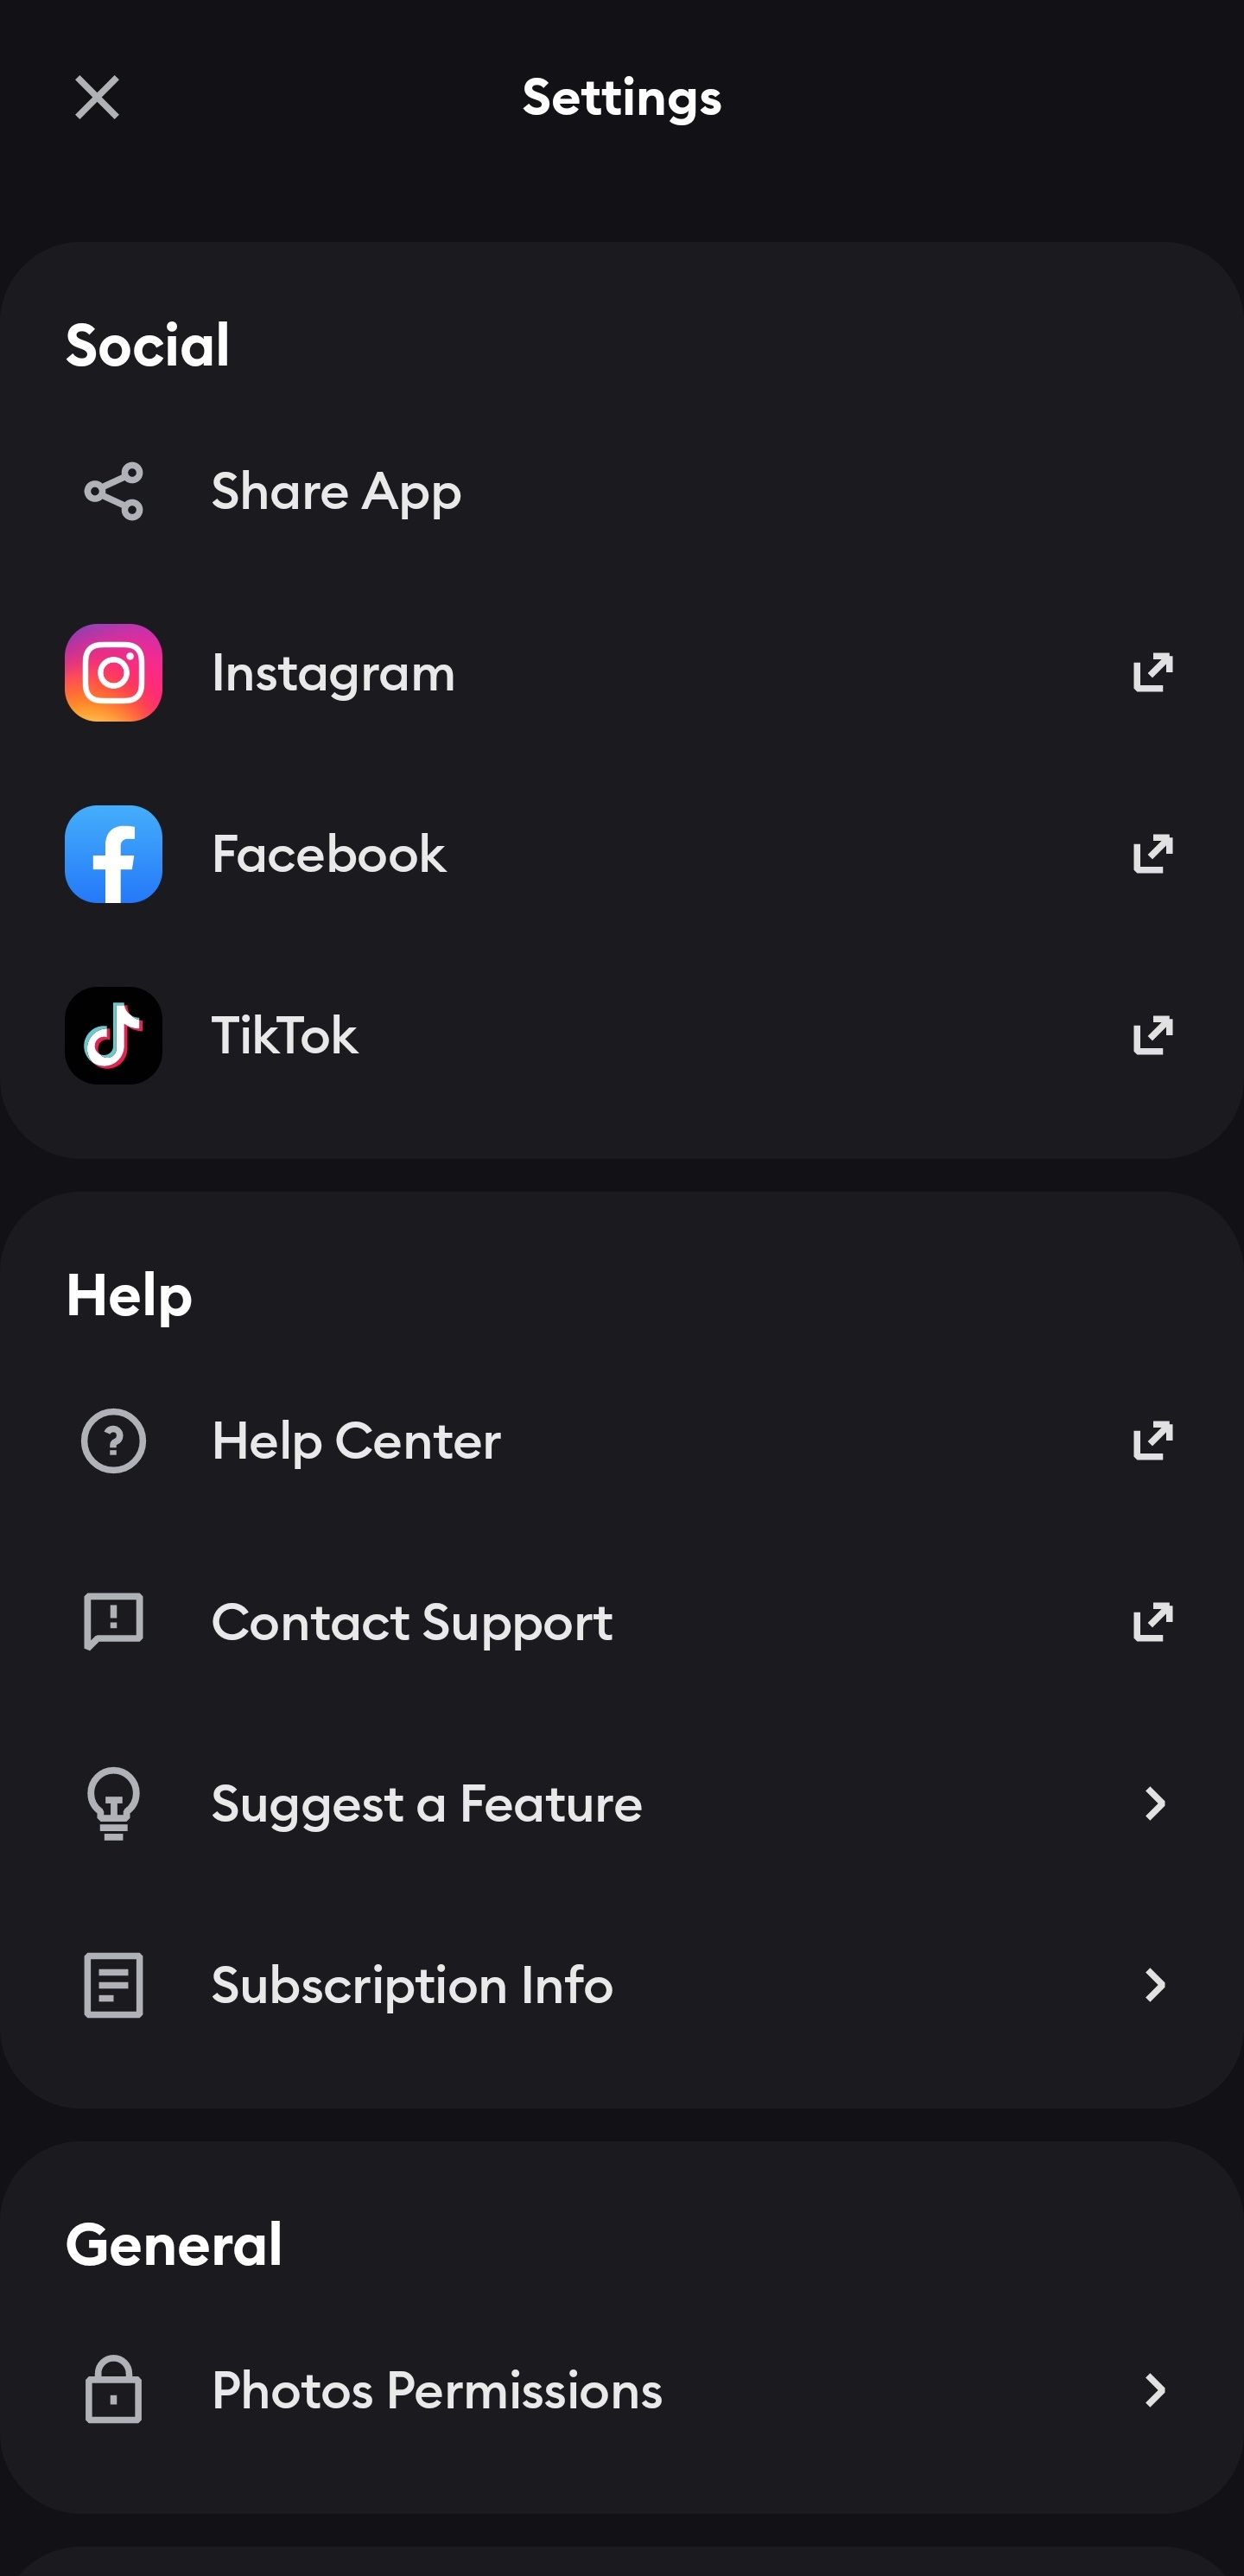 Settings
Social
Share App
Instagram
Facebook
TikTok
Help
Help Center
Contact Support
Suggest a Feature
Subscription Info
General
Photos Permissions